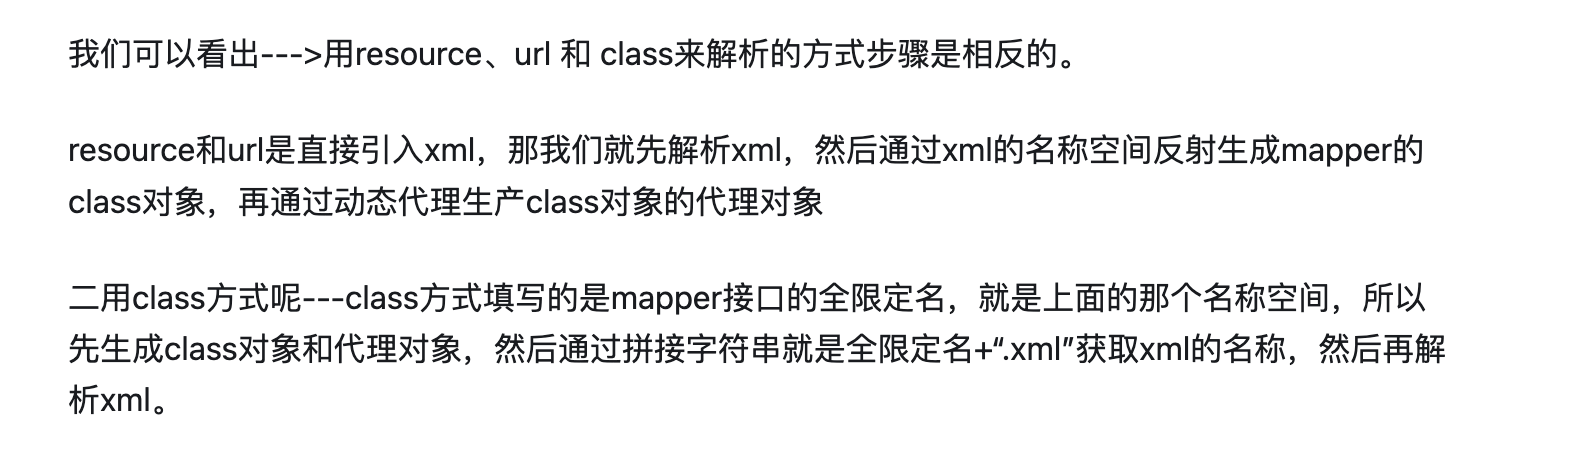 我们可以看出--->用resource、url 和 class来解析的方式步骤是相反的。
resource和url是直接引入xml，那我们就先解析xml，然后通过xml的名称空间反射生成mapper的
class对象，再通过动态代理生产class对象的代理对象
二用class方式呢---class方式填写的是mapper接口的全限定名，就是上面的那个名称空间，所以
先生成class对象和代理对象，然后通过拼接字符串就是全限定名+“.xml”获取xml的名称，然后再解
析xml。